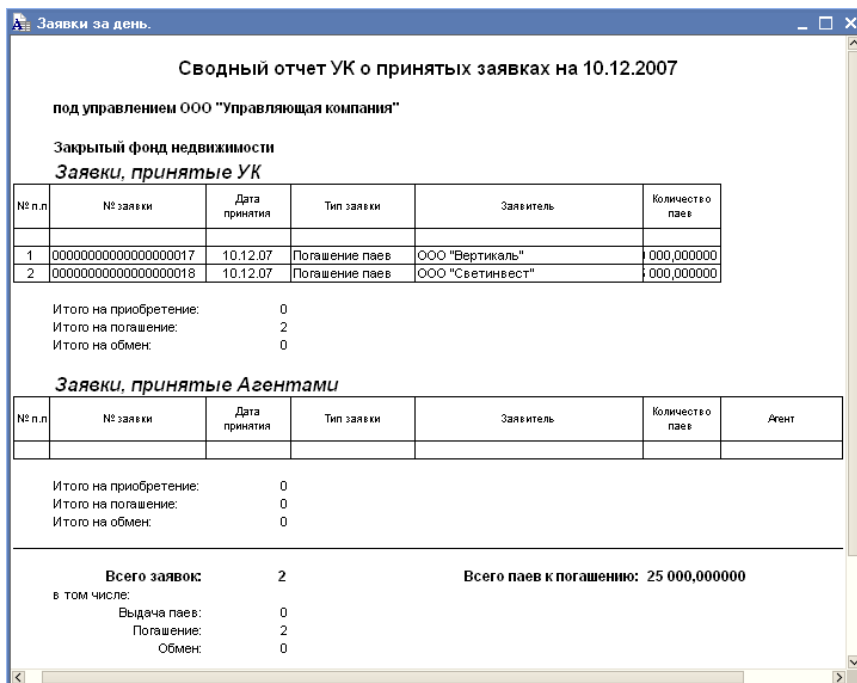 Заявки за день.
Сводный отчет УК о принятых заявках на 10.12.2007
под управлением ООО "Управляющая компания"
Закрытый фонд недвижимости
Заявки, принятые УК
№ п.п № заявки Дата принятия Тип заявки Заявитель Количество паев
1 00000000000000000017 10.12.07 Погашение паев ООО "Вертикаль" 000,000000
2 00000000000000000018 10.12.07 Погашение паев ООО "Светинвест" 000,000000
Итого на приобретение: 0
Итого на погашение: 2
Итого на обмен: 0
Заявки, принятые Агентами
№ п.п № заявки Дата принятия Тип заявки Заявитель Количество паев Агент
Итого на приобретение: 0
Итого на погашение: 0
Итого на обмен: 0
Всего заявок: 2 Всего паев к погашению: 25 000,000000
в том числе:
Выдача паев: 0
Погашение: 2
Обмен: 0